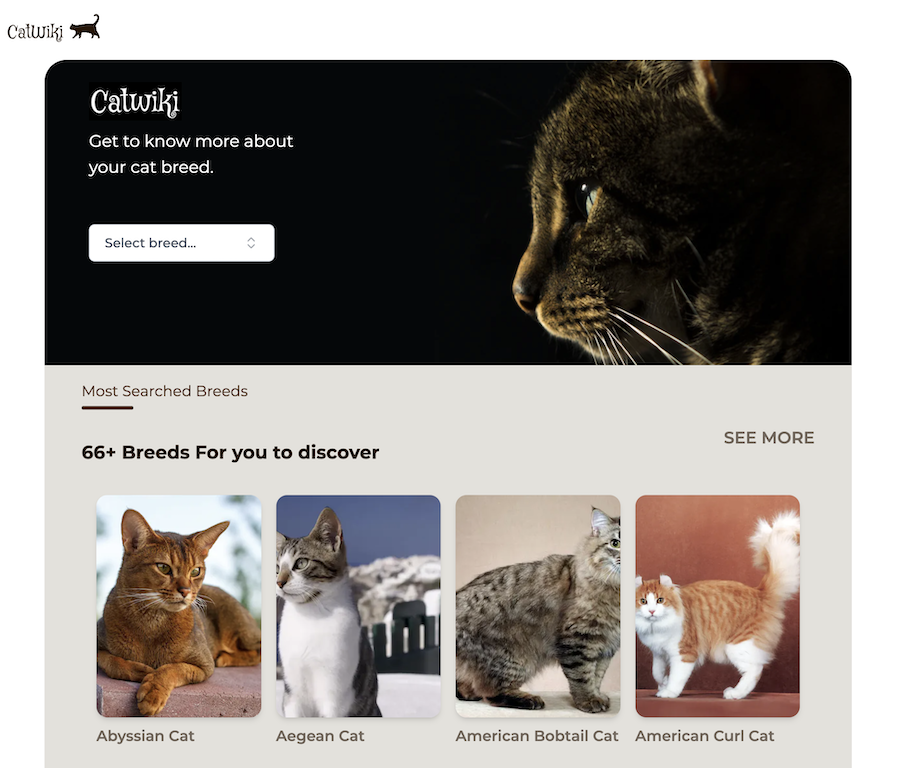 CatWiki
CatWiki
Get to know more about
your cat breed.
Select breed...
Most Searched Breeds
SEE MORE
66+ Breeds For you to discover
Abyssian Cat
Aegean Cat
American Bobtail Cat
American Curl Cat